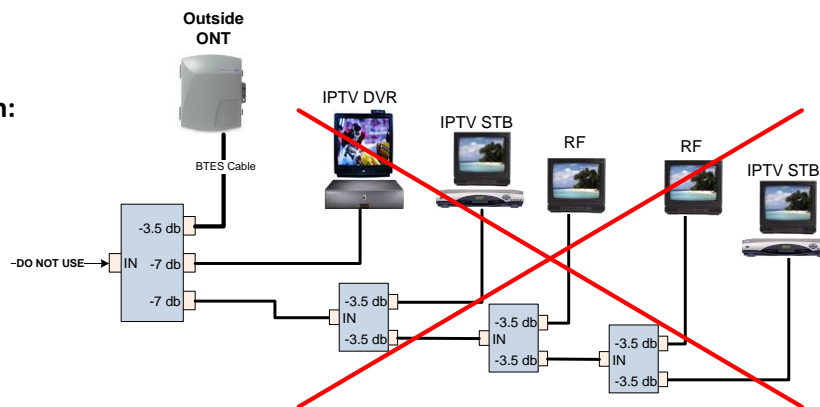 Outside
ONT
n:
IPTV DVR
IPTV STB
RF
RF
IPTV STB
BTES Cable
-3.5 db
–DO NOT USE
IN
-7 db
-7 db
-3.5 db
IN
-3.5 db
-3.5 db
IN
-3.5 db
-3.5 db
IN
-3.5 db